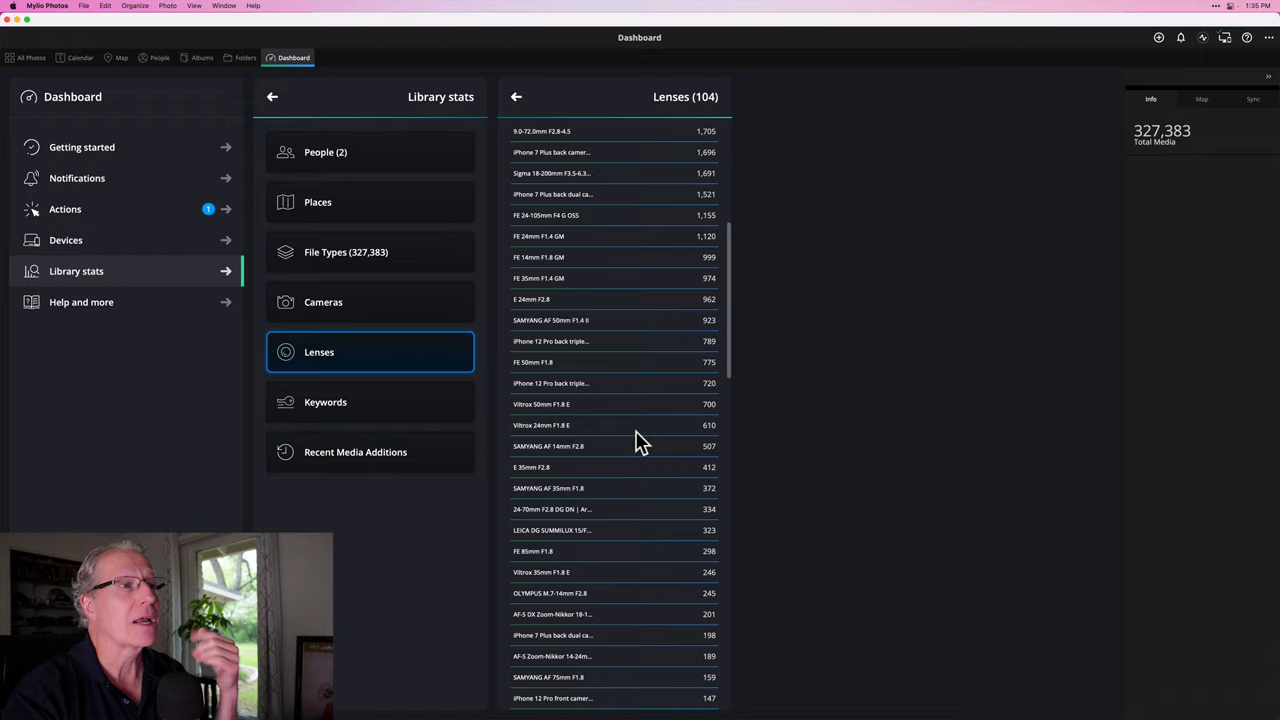 Mylio Photos File Edit Organize Photo View Window Help ••• 1:35 PM
Dashboard
All Photos Calendar Map People Albums Folders Dashboard
Dashboard
Getting started
Notifications
Actions 1
Devices
Library stats
Help and more
Library stats
People (2)
Places
File Types (327,383)
Cameras
Lenses
Keywords
Recent Media Additions
Lenses (104)
9.0-72.0mm F2.8-4.5 1,705
iPhone 7 Plus back camer... 1,696
Sigma 18-200mm F3.5-6.3... 1,691
iPhone 7 Plus back dual ca... 1,521
FE 24-105mm F4 G OSS 1,155
FE 24mm F1.4 GM 1,120
FE 14mm F1.8 GM 999
FE 35mm F1.4 GM 974
E 24mm F2.8 962
SAMYANG AF 50mm F1.4 II 923
iPhone 12 Pro back triple... 789
FE 50mm F1.8 775
iPhone 12 Pro back triple... 720
Viltrox 50mm F1.8 E 700
Viltrox 24mm F1.8 E 610
SAMYANG AF 14mm F2.8 507
E 35mm F2.8 412
SAMYANG AF 35mm F1.8 372
24-70mm F2.8 DG DN | Ar... 334
LEICA DG SUMMILUX 15/F... 323
FE 85mm F1.8 298
Viltrox 35mm F1.8 E 246
OLYMPUS M.7-14mm F2.8 245
AF-S DX Zoom-Nikkor 18-1... 201
iPhone 7 Plus back dual ca... 198
AF-S Zoom-Nikkor 14-24m... 189
SAMYANG AF 75mm F1.8 159
iPhone 12 Pro front camer... 147
Info Map Sync
327,383
Total Media